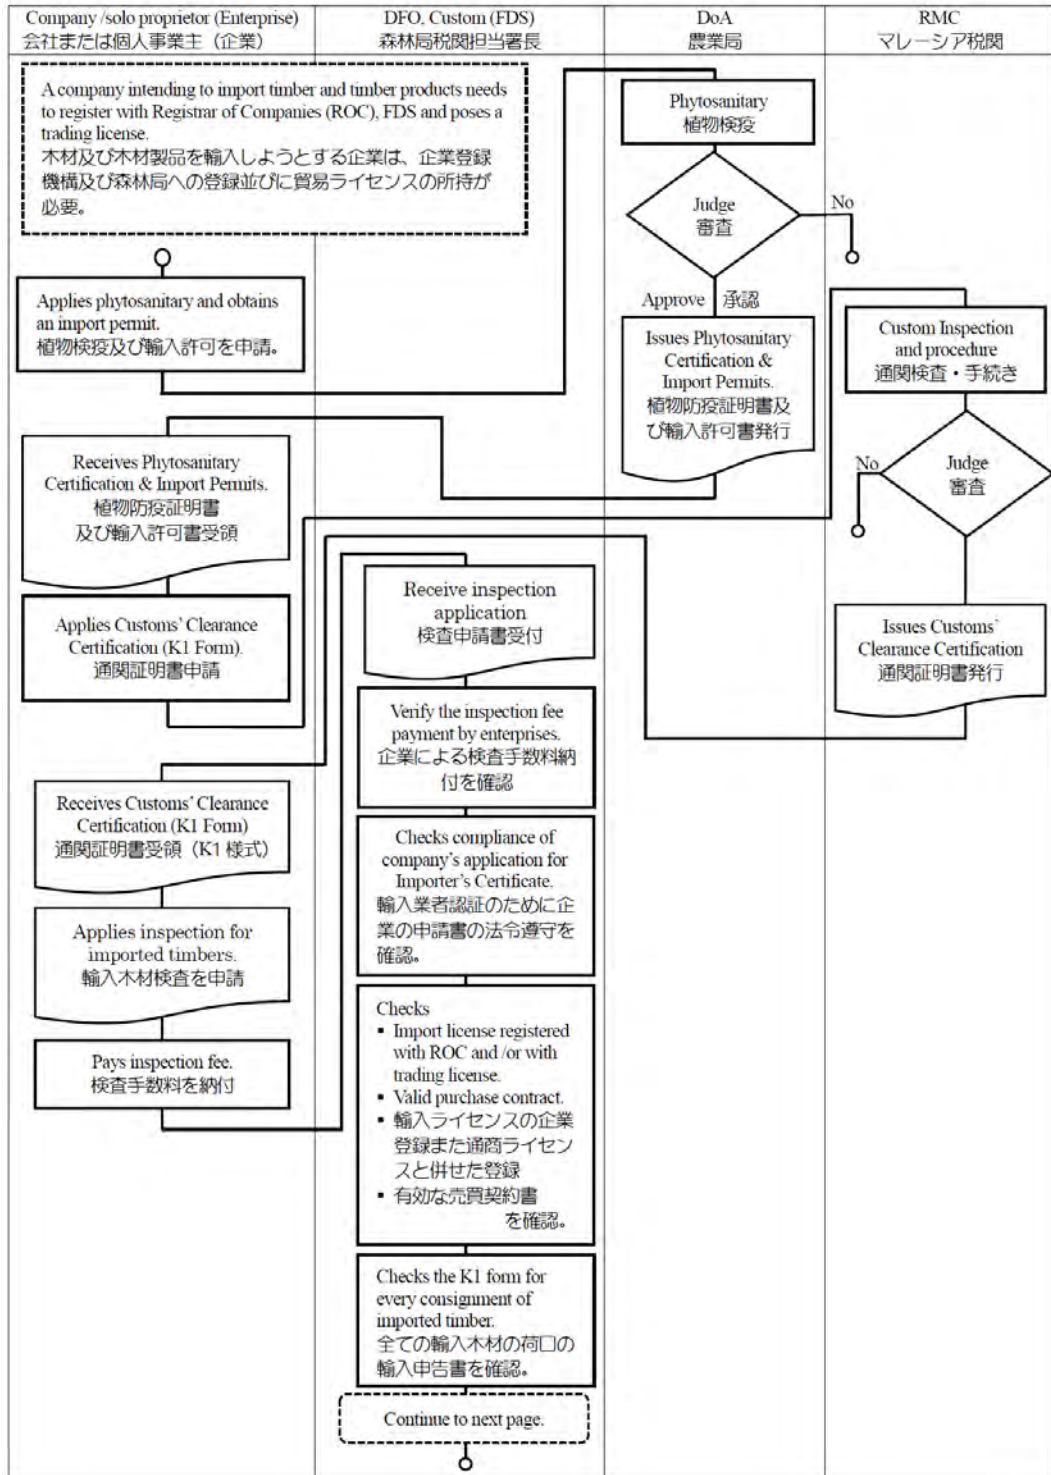 Company /solo proprietor (Enterprise)
会社または個人事業主（企業）
DFO, Custom (FDS)
森林局税関担当署長
DoA
農業局
RMC
マレーシア税関
A company intending to import timber and timber products needs
to register with Registrar of Companies (ROC), FDS and poses a
trading license.
木材及び木材製品を輸入しようとする企業は、企業登録
機構及び森林局への登録並びに貿易ライセンスの所持が
必要。
Applies phytosanitary and obtains
an import permit.
植物検疫及び輸入許可を申請。
Phytosanitary
植物検疫
Judge
審査
No
Approve 承認
Issues Phytosanitary
Certification &
Import Permits.
植物防疫証明書及
び輸入許可書発行
Receives Phytosanitary
Certification & Import Permits.
植物防疫証明書
及び輸入許可書受領
Applies Customs’ Clearance
Certification (K1 Form).
通関証明書申請
Custom Inspection
and procedure
通関検査・手続き
Judge
審査
No
Issues Customs’
Clearance Certification
通関証明書発行
Receives Customs’ Clearance
Certification (K1 Form)
通関証明書受領（K1 様式）
Applies inspection for
imported timbers.
輸入木材検査を申請
Pays inspection fee.
検査手数料を納付
Receive inspection
application
検査申請書受付
Verify the inspection fee
payment by enterprises.
企業による検査手数料納
付を確認
Checks compliance of
company’s application for
Importer’s Certificate.
輸入業者認証のために企
業の申請書の法令遵守を
確認。
Checks
▪ Import license registered
with ROC and /or with
trading license.
▪ Valid purchase contract.
▪ 輸入ライセンスの企業
登録また通商ライセン
スと併せた登録
▪ 有効な売買契約書
を確認。
Checks the K1 form for
every consignment of
imported timber.
全ての輸入木材の荷口の
輸入申告書を確認。
Continue to next page.